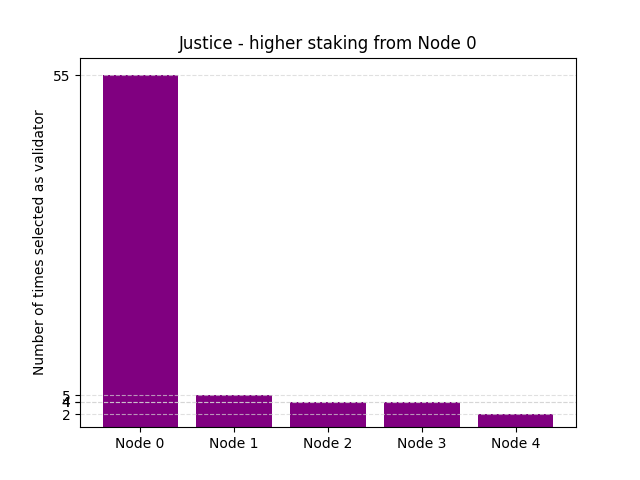 Justice - higher staking from Node 0
Number of times selected as validator
55
5
4
2
Node 0 Node 1 Node 2 Node 3 Node 4